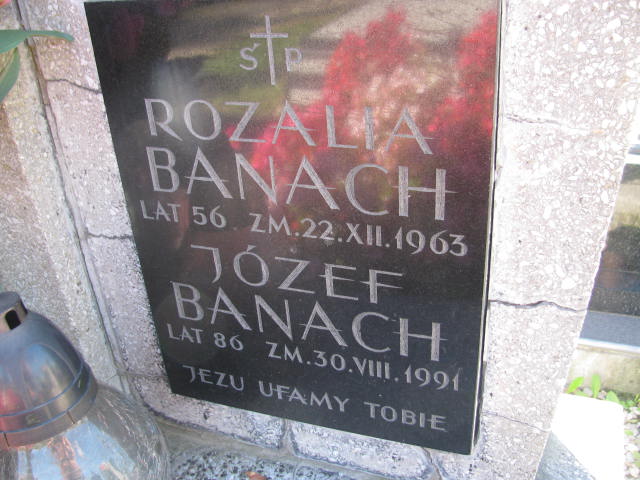 Ś P
ROZALIA
BANACH
LAT 56 ZM.22.XII.1963
JÓZEF
BANACH
LAT 86 ZM.30.VIII.1991
JEZU UFAMY TOBIE